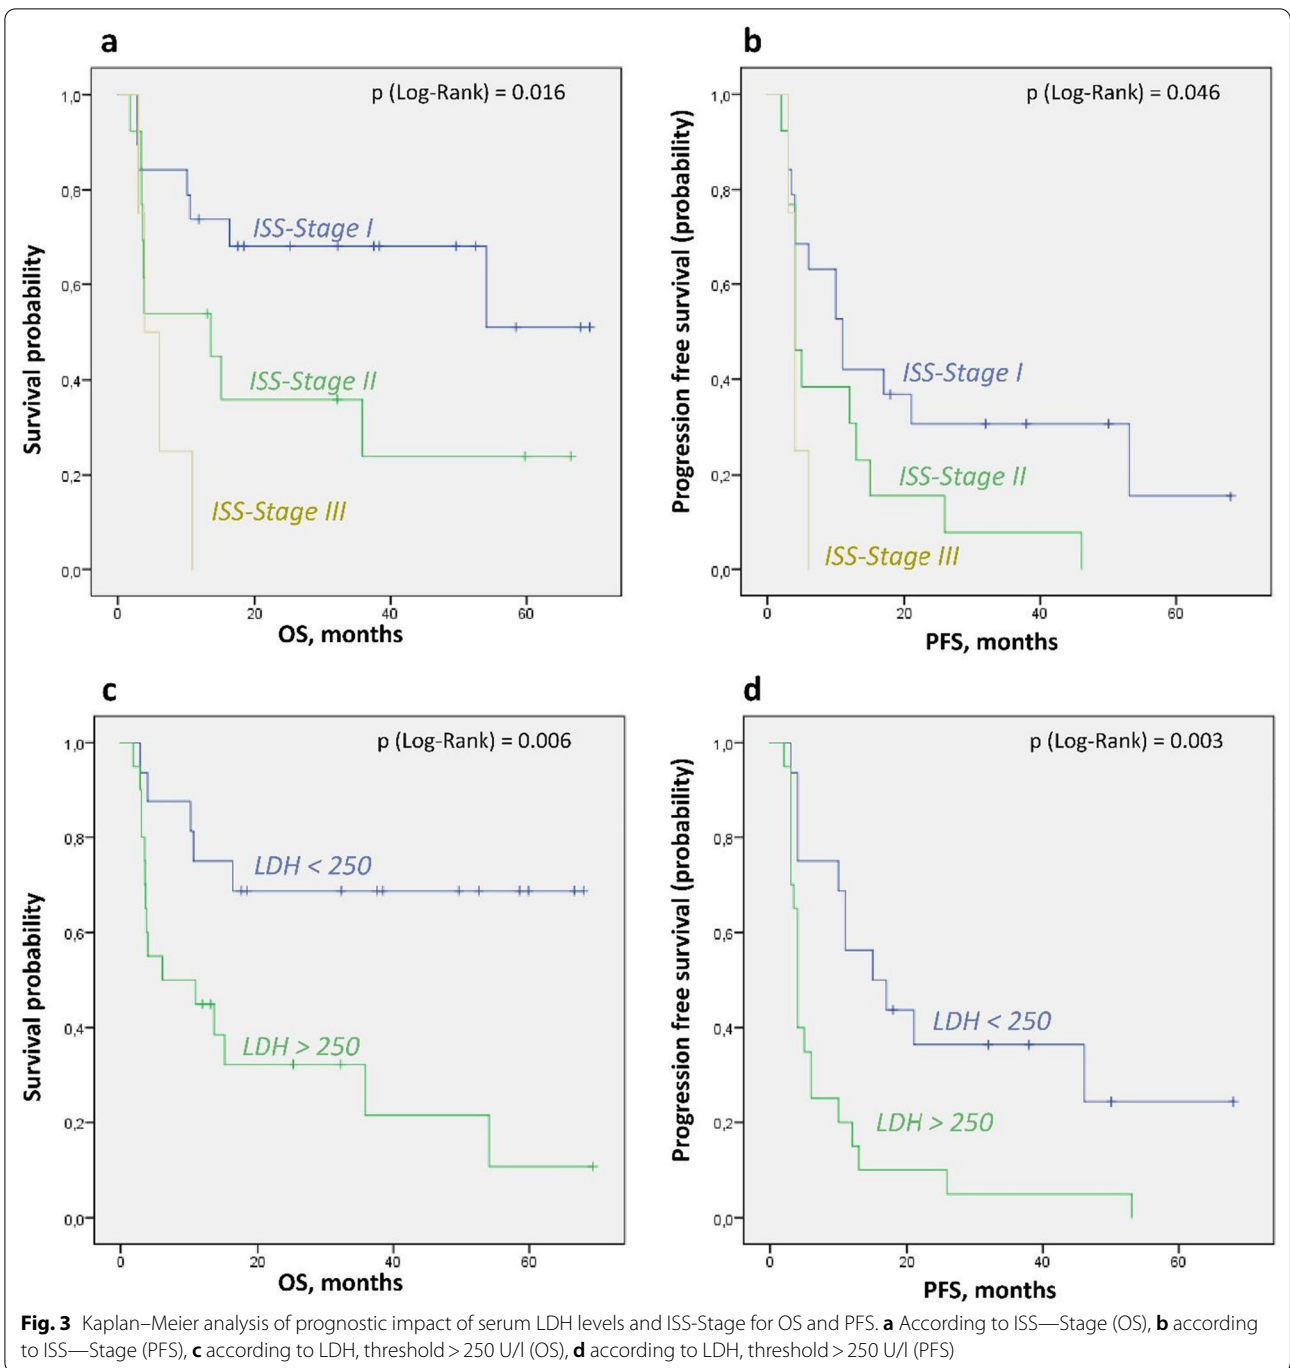 a
p (Log-Rank) = 0.016
1,0
0,8
0,6
0,4
0,2
0,0
Survival probability
ISS-Stage I
ISS-Stage II
ISS-Stage III
0 20 40 60
OS, months
b
p (Log-Rank) = 0.046
1,0
0,8
0,6
0,4
0,2
0,0
Progression free survival (probability)
ISS-Stage I
ISS-Stage II
ISS-Stage III
0 20 40 60
PFS, months
c
p (Log-Rank) = 0.006
1,0
0,8
0,6
0,4
0,2
0,0
Survival probability
LDH < 250
LDH > 250
0 20 40 60
OS, months
d
p (Log-Rank) = 0.003
1,0
0,8
0,6
0,4
0,2
0,0
Progression free survival (probability)
LDH < 250
LDH > 250
0 20 40 60
PFS, months
Fig. 3 Kaplan–Meier analysis of prognostic impact of serum LDH levels and ISS-Stage for OS and PFS. a According to ISS—Stage (OS), b according
to ISS—Stage (PFS), c according to LDH, threshold > 250 U/l (OS), d according to LDH, threshold > 250 U/l (PFS)